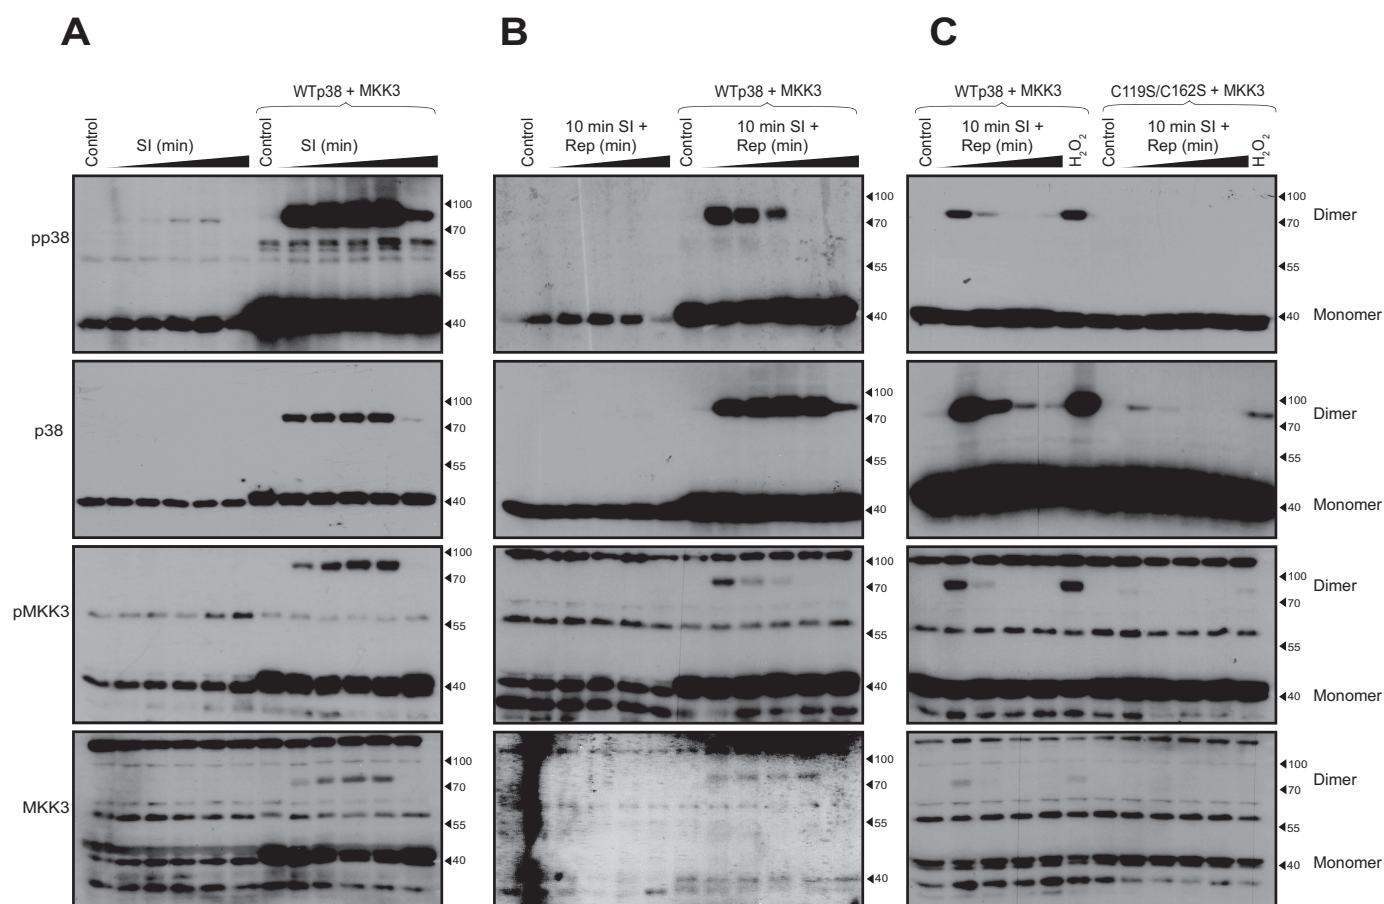 A
B
C
WTp38 + MKK3
WTp38 + MKK3
WTp38 + MKK3
C119S/C162S + MKK3
Control
SI (min)
Control
SI (min)
Control
10 min SI +
Rep (min)
Control
10 min SI +
Rep (min)
Control
10 min SI +
Rep (min)
H₂O₂
Control
10 min SI +
Rep (min)
H₂O₂
pp38
100
70
55
40
100
70
55
40
100
70
55
40
Dimer
Monomer
p38
100
70
55
40
100
70
55
40
100
70
55
40
Dimer
Monomer
pMKK3
100
70
55
40
100
70
55
40
100
70
55
40
Dimer
Monomer
MKK3
100
70
55
40
100
70
55
40
100
70
55
40
Dimer
Monomer